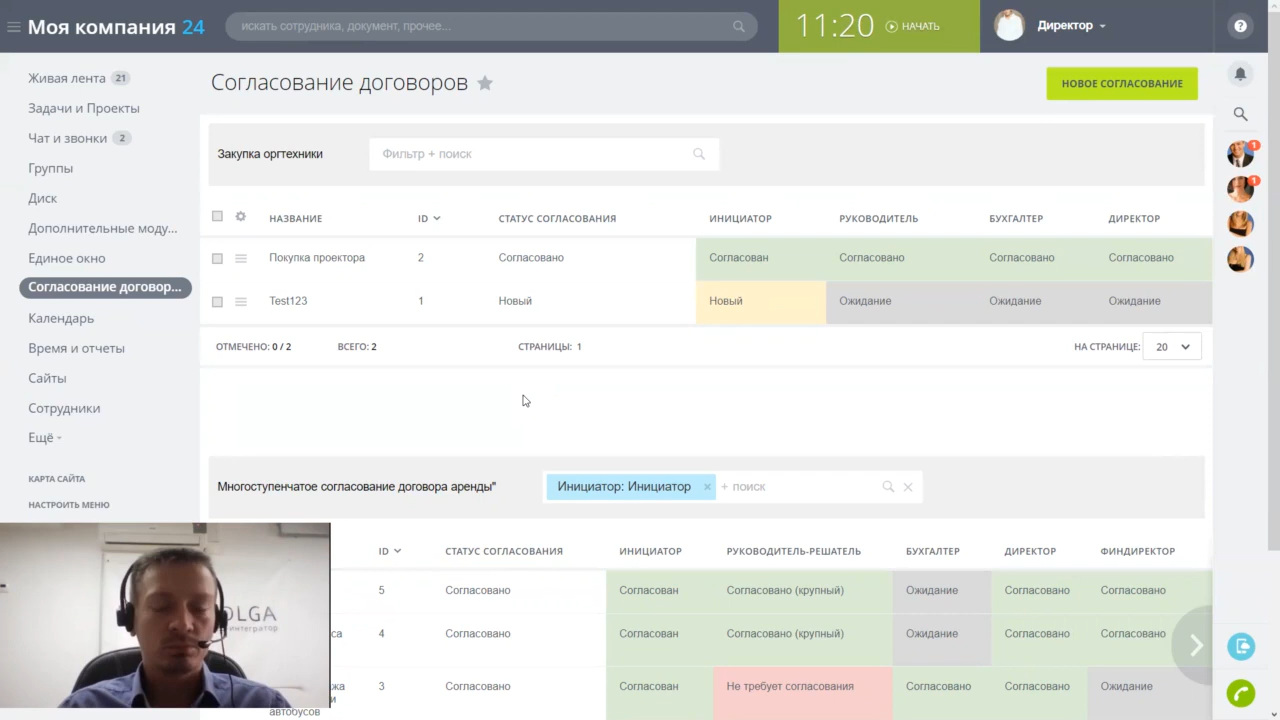 Моя компания 24
искать сотрудника, документ, прочее...
11:20 НАЧАТЬ
Директор
?
Живая лента 21
Задачи и Проекты
Чат и звонки 2
Группы
Диск
Дополнительные моду...
Единое окно
Согласование договор...
Календарь
Время и отчеты
Сайты
Сотрудники
Ещё
КАРТА САЙТА
НАСТРОИТЬ МЕНЮ
Согласование договоров
НОВОЕ СОГЛАСОВАНИЕ
Закупка оргтехники
Фильтр + поиск
НАЗВАНИЕ ID СТАТУС СОГЛАСОВАНИЯ ИНИЦИАТОР РУКОВОДИТЕЛЬ БУХГАЛТЕР ДИРЕКТОР
Покупка проектора 2 Согласовано Согласован Согласовано Согласовано Согласовано
Test123 1 Новый Новый Ожидание Ожидание Ожидание
ОТМЕЧЕНО: 0 / 2 ВСЕГО: 2 СТРАНИЦЫ: 1 НА СТРАНИЦЕ: 20
Многоступенчатое согласование договора аренды"
Инициатор: Инициатор × + поиск
ID СТАТУС СОГЛАСОВАНИЯ ИНИЦИАТОР РУКОВОДИТЕЛЬ-РЕШАТЕЛЬ БУХГАЛТЕР ДИРЕКТОР ФИНДИРЕКТОР
5 Согласовано Согласован Согласовано (крупный) Ожидание Согласовано Согласовано
са 4 Согласовано Согласован Согласовано (крупный) Ожидание Согласовано Согласовано
жа 3 Согласовано Согласован Не требует согласования Согласовано Согласовано Ожидание
и
автобусов
1
1
OLGA
интегратор